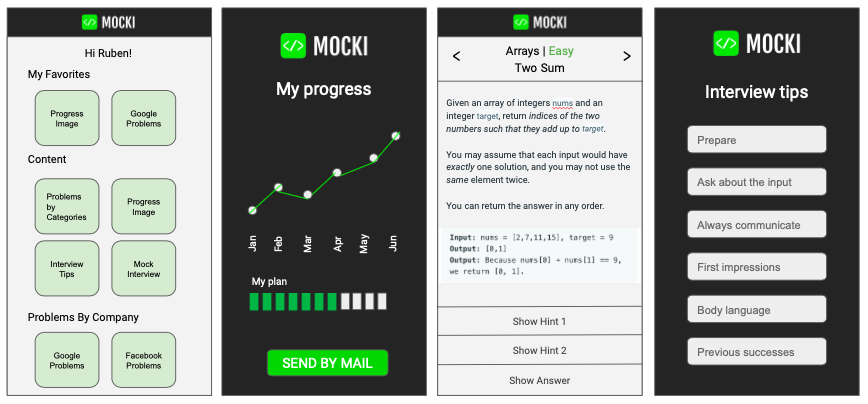 MOCKI
Hi Ruben!
My Favorites
Progress
Image
Google
Problems
Content
Problems
by
Categories
Progress
Image
Interview
Tips
Mock
Interview
Problems By Company
Google
Problems
Facebook
Problems
</> MOCKI
My progress
Jan
Feb
Mar
Apr
May
Jun
My plan
SEND BY MAIL
MOCKI
< Arrays | Easy >
Two Sum
Given an array of integers nums and an
integer target, return indices of the two
numbers such that they add up to target.
You may assume that each input would have
exactly one solution, and you may not use the
same element twice.
You can return the answer in any order.
Input: nums = [2,7,11,15], target = 9
Output: [0,1]
Output: Because nums[0] + nums[1] == 9,
we return [0, 1].
Show Hint 1
Show Hint 2
Show Answer
</> MOCKI
Interview tips
Prepare
Ask about the input
Always communicate
First impressions
Body language
Previous successes